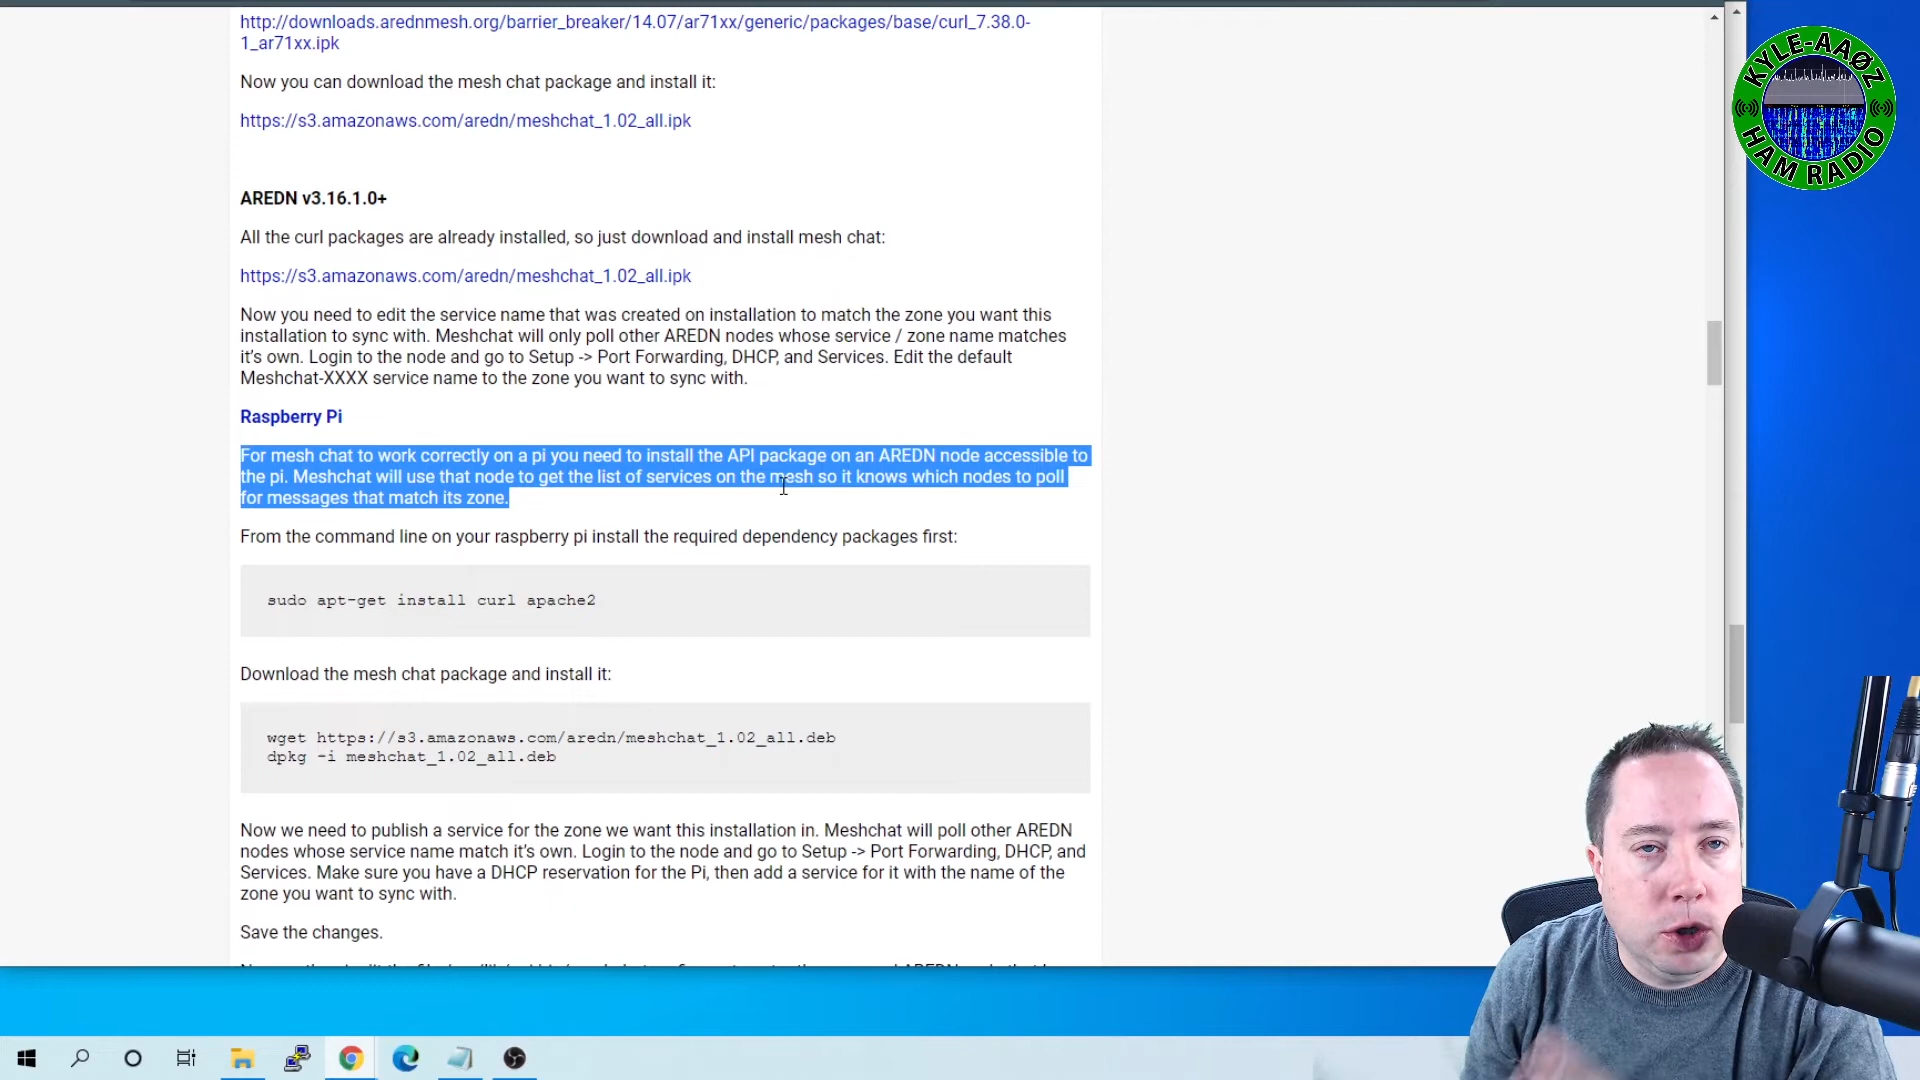 http://downloads.arednmesh.org/barrier_breaker/14.07/ar71xx/generic/packages/base/curl_7.38.0-
1_ar71xx.ipk
Now you can download the mesh chat package and install it:
https://s3.amazonaws.com/aredn/meshchat_1.02_all.ipk
AREDN v3.16.1.0+
All the curl packages are already installed, so just download and install mesh chat:
https://s3.amazonaws.com/aredn/meshchat_1.02_all.ipk
Now you need to edit the service name that was created on installation to match the zone you want this
installation to sync with. Meshchat will only poll other AREDN nodes whose service / zone name matches
it's own. Login to the node and go to Setup -> Port Forwarding, DHCP, and Services. Edit the default
Meshchat-XXXX service name to the zone you want to sync with.
Raspberry Pi
For mesh chat to work correctly on a pi you need to install the API package on an AREDN node accessible to
the pi. Meshchat will use that node to get the list of services on the mesh so it knows which nodes to poll
for messages that match its zone.
From the command line on your raspberry pi install the required dependency packages first:
sudo apt-get install curl apache2
Download the mesh chat package and install it:
wget https://s3.amazonaws.com/aredn/meshchat_1.02_all.deb
dpkg -i meshchat_1.02_all.deb
Now we need to publish a service for the zone we want this installation in. Meshchat will poll other AREDN
nodes whose service name match it's own. Login to the node and go to Setup -> Port Forwarding, DHCP, and
Services. Make sure you have a DHCP reservation for the Pi, then add a service for it with the name of the
zone you want to sync with.
Save the changes.
KYLE-AAØZ
HAM RADIO